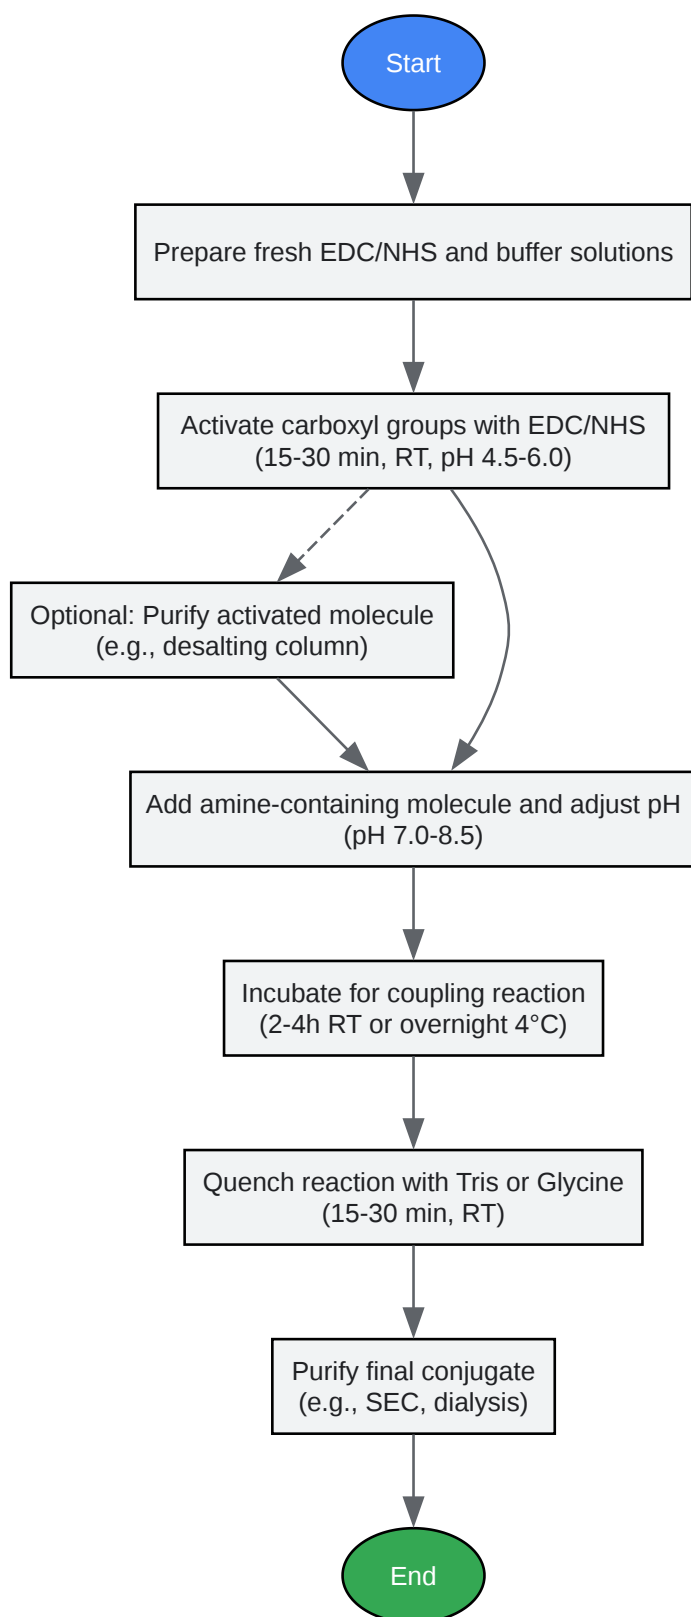 Start
Prepare fresh EDC/NHS and buffer solutions
Activate carboxyl groups with EDC/NHS
(15-30 min, RT, pH 4.5-6.0)
Optional: Purify activated molecule
(e.g., desalting column)
Add amine-containing molecule and adjust pH
(pH 7.0-8.5)
Incubate for coupling reaction
(2-4h RT or overnight 4°C)
Quench reaction with Tris or Glycine
(15-30 min, RT)
Purify final conjugate
(e.g., SEC, dialysis)
End